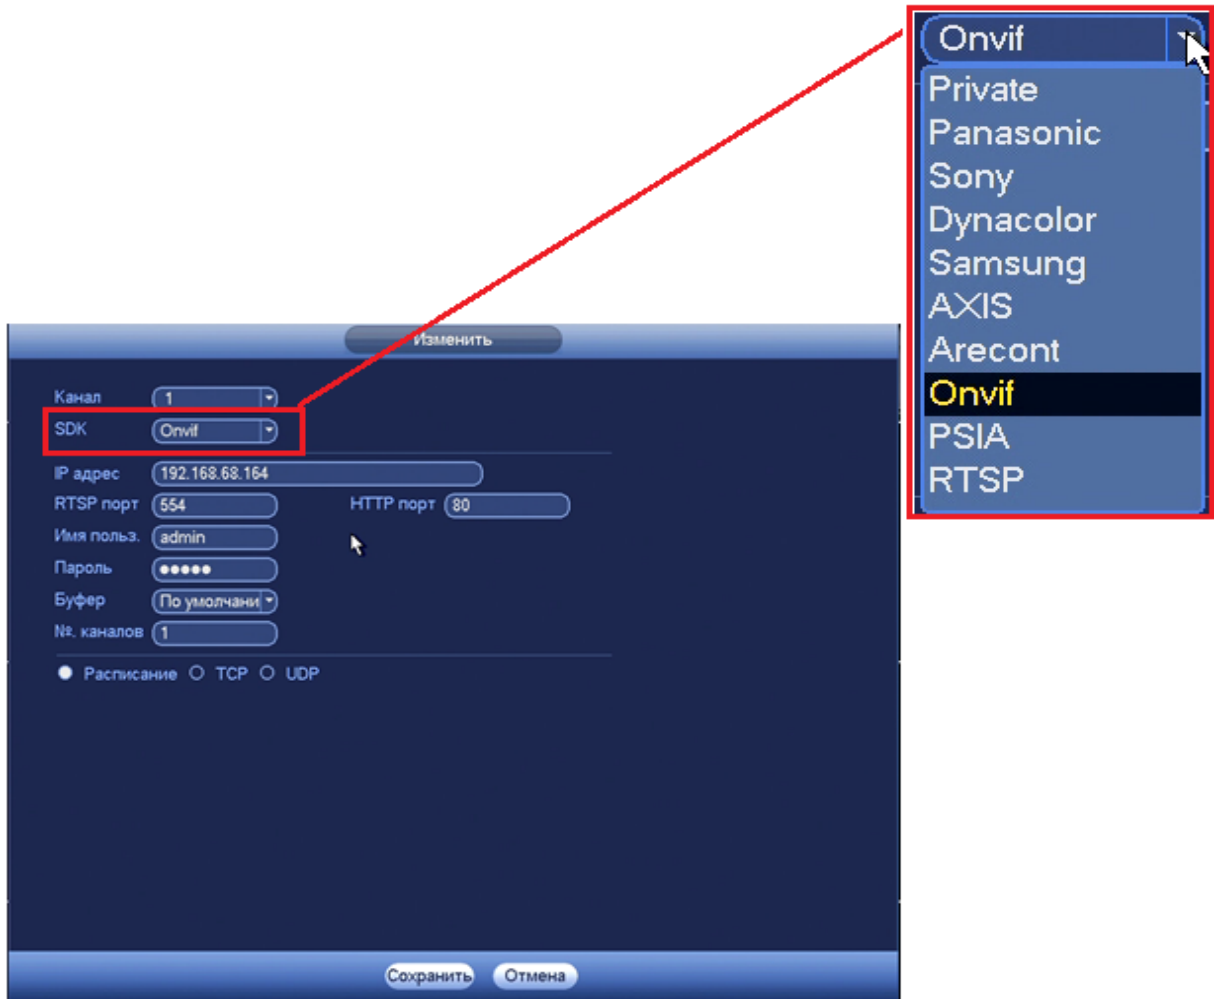 Onvif
Private
Panasonic
Sony
Dynacolor
Samsung
AXIS
Arecont
Onvif
PSIA
RTSP
Изменить
Канал 1
SDK Onvif
IP адрес 192.168.68.164
RTSP порт 554 HTTP порт 80
Имя польз. admin
Пароль •••••
Буфер По умолчани
№. каналов 1
Расписание TCP UDP
Сохранить Отмена